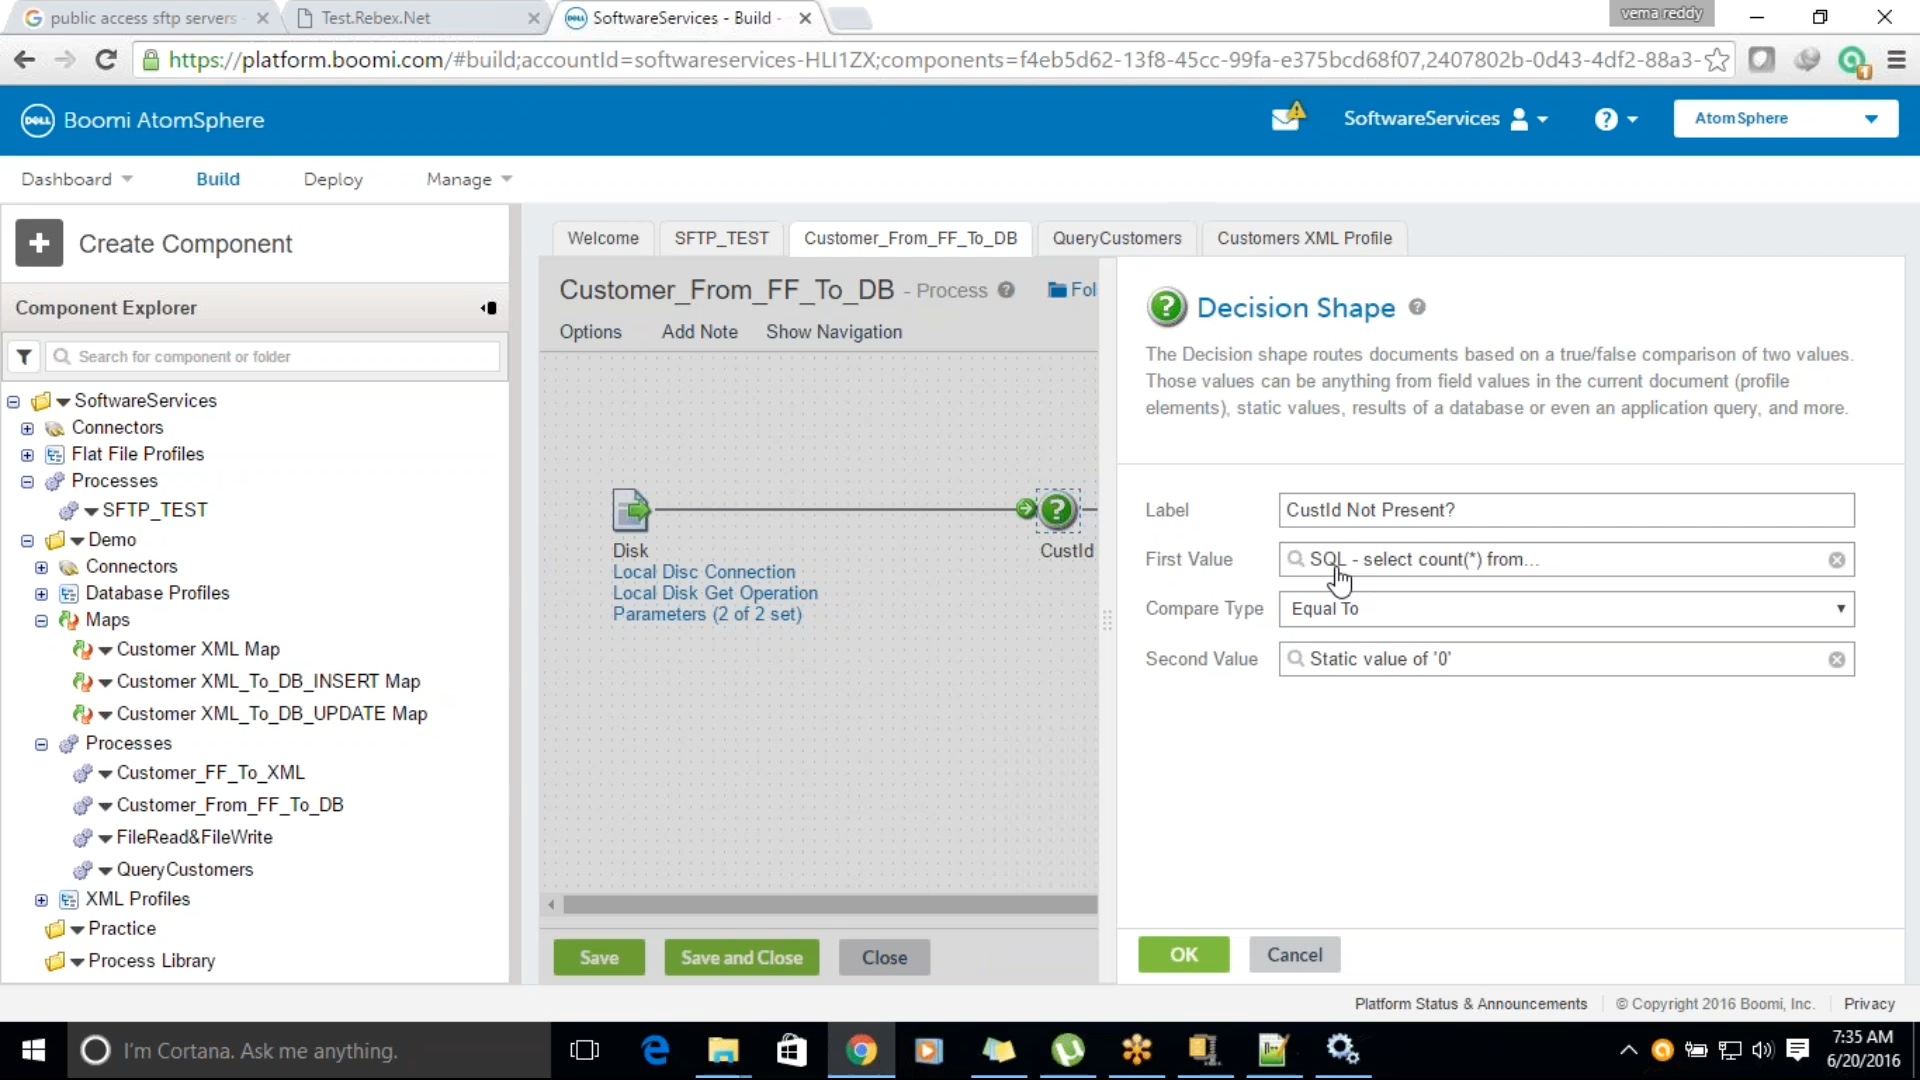 public access sftp servers
Test.Rebex.Net
SoftwareServices - Build -
vema reddy
https://platform.boomi.com/#build;accountId=softwareservices-HLI1ZX;components=f4eb5d62-13f8-45cc-99fa-e375bcd68f07,2407802b-0d43-4df2-88a3-
DELL
Boomi AtomSphere
SoftwareServices
AtomSphere
Dashboard
Build
Deploy
Manage
Create Component
Component Explorer
Search for component or folder
SoftwareServices
Connectors
Flat File Profiles
Processes
SFTP_TEST
Demo
Connectors
Database Profiles
Maps
Customer XML Map
Customer XML_To_DB_INSERT Map
Customer XML_To_DB_UPDATE Map
Processes
Customer_FF_To_XML
Customer_From_FF_To_DB
FileRead&FileWrite
QueryCustomers
XML Profiles
Practice
Process Library
Welcome
SFTP_TEST
Customer_From_FF_To_DB
QueryCustomers
Customers XML Profile
Customer_From_FF_To_DB - Process
Fol
Options
Add Note
Show Navigation
Disk
Local Disc Connection
Local Disk Get Operation
Parameters (2 of 2 set)
CustId
Save
Save and Close
Close
Decision Shape
The Decision shape routes documents based on a true/false comparison of two values.
Those values can be anything from field values in the current document (profile
elements), static values, results of a database or even an application query, and more.
Label
CustId Not Present?
First Value
SQL - select count(*) from...
Compare Type
Equal To
Second Value
Static value of '0'
OK
Cancel
Platform Status & Announcements
© Copyright 2016 Boomi, Inc.
Privacy
I'm Cortana. Ask me anything.
7:35 AM
6/20/2016